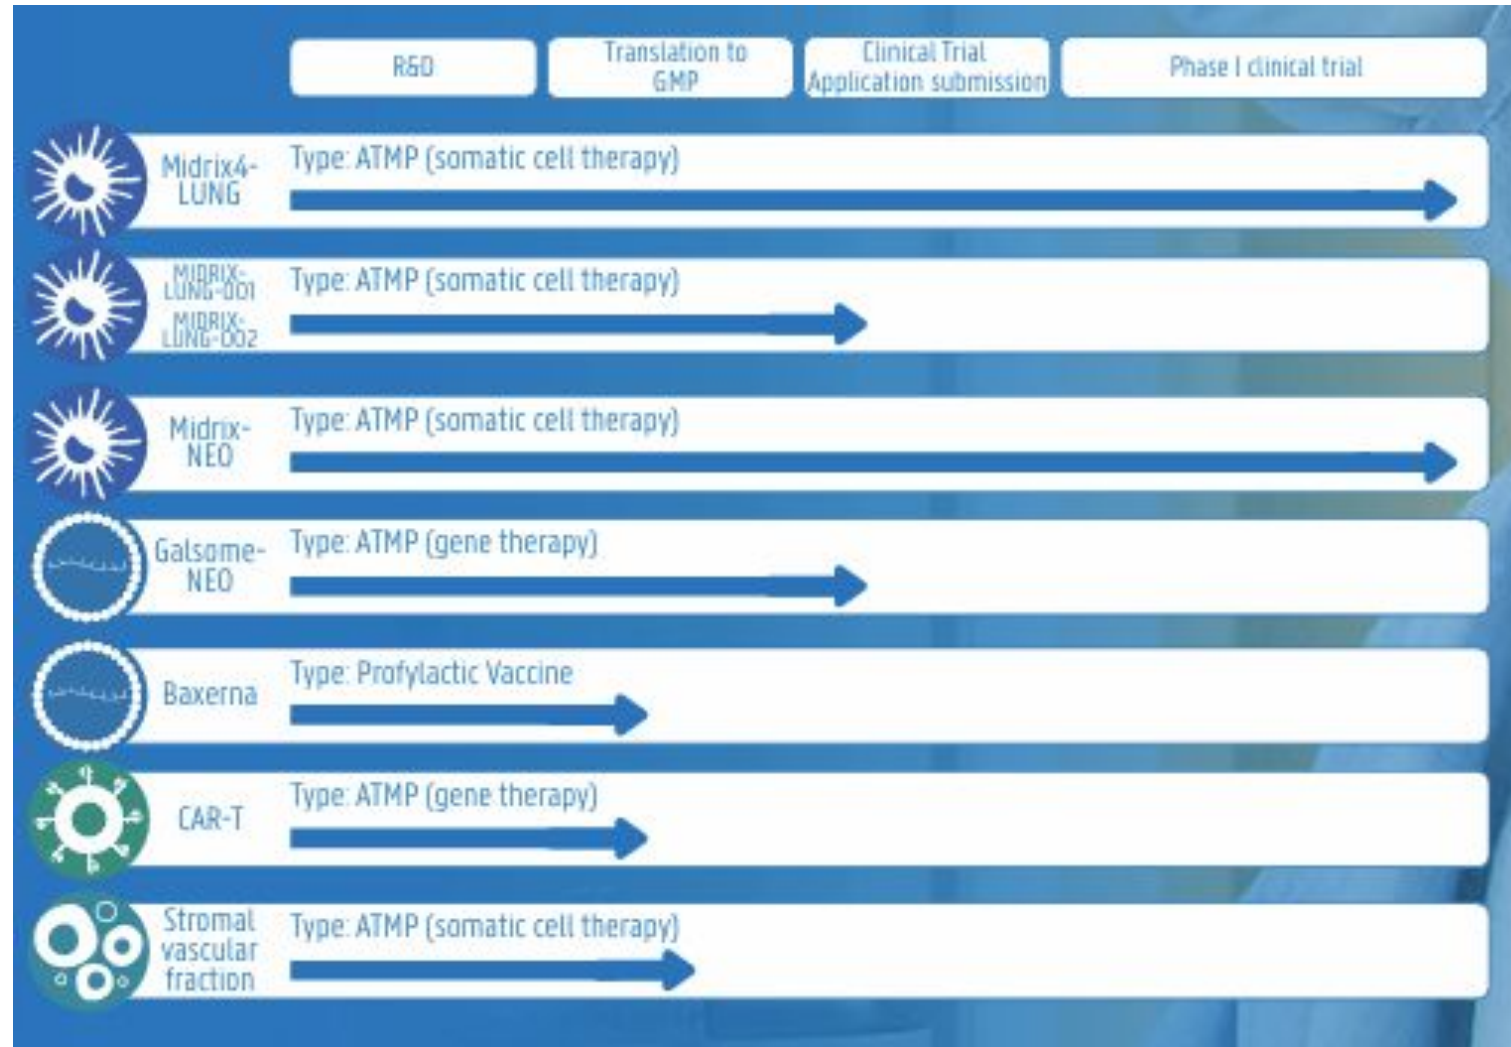 R&D
Translation to
GMP
Clinical Trial
Application submission
Phase I clinical trial
Midrix4-
LUNG
Type: ATMP (somatic cell therapy)
MIDRIX-
LUNG-001
MIDRIX-
LUNG-002
Type: ATMP (somatic cell therapy)
Midrix-
NEO
Type: ATMP (somatic cell therapy)
Galsome-
NEO
Type: ATMP (gene therapy)
Baxerna
Type: Profylactic Vaccine
CAR-T
Type: ATMP (gene therapy)
Stromal
vascular
fraction
Type: ATMP (somatic cell therapy)